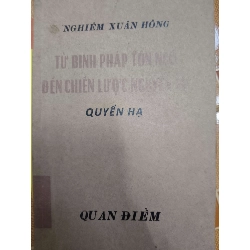 NGHIÊM XUÂN HỒNG
TỪ BINH PHÁP TÔN NGÔ
ĐẾN CHIẾN LƯỢC
QUYỂN HẠ
QUAN ĐIỂM